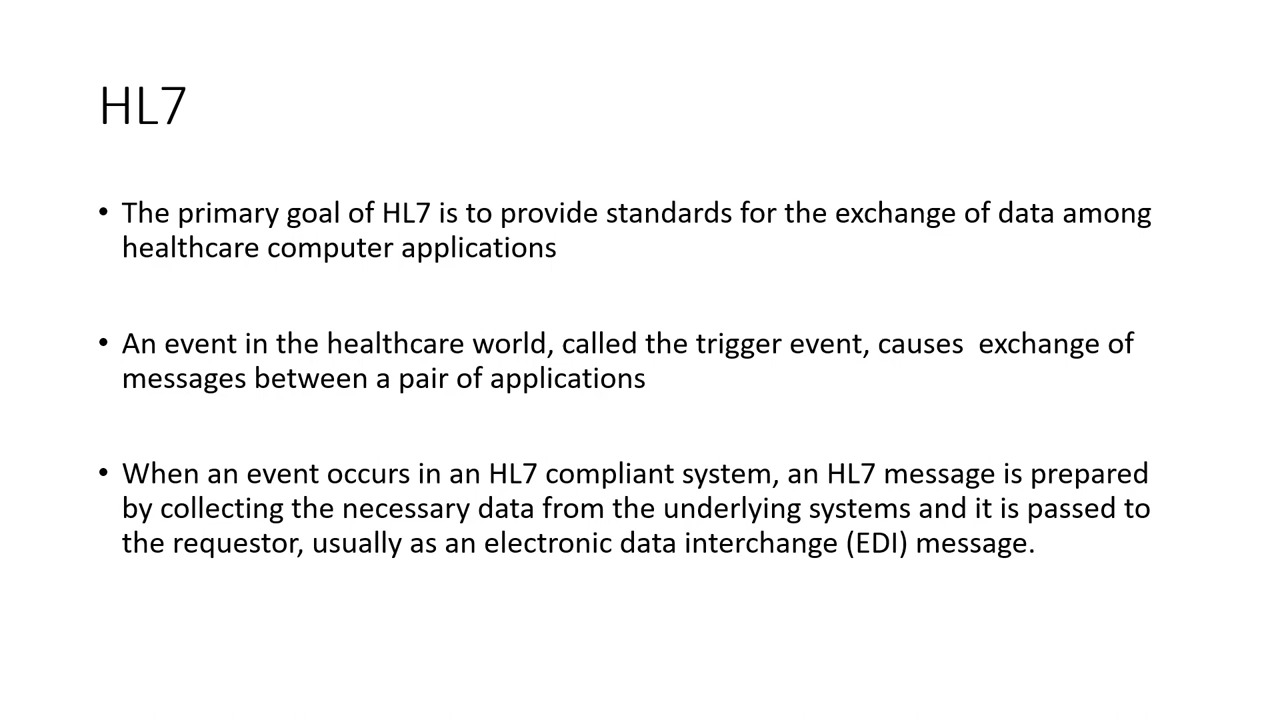 HL7
• The primary goal of HL7 is to provide standards for the exchange of data among
healthcare computer applications
• An event in the healthcare world, called the trigger event, causes  exchange of
messages between a pair of applications
• When an event occurs in an HL7 compliant system, an HL7 message is prepared
by collecting the necessary data from the underlying systems and it is passed to
the requestor, usually as an electronic data interchange (EDI) message.